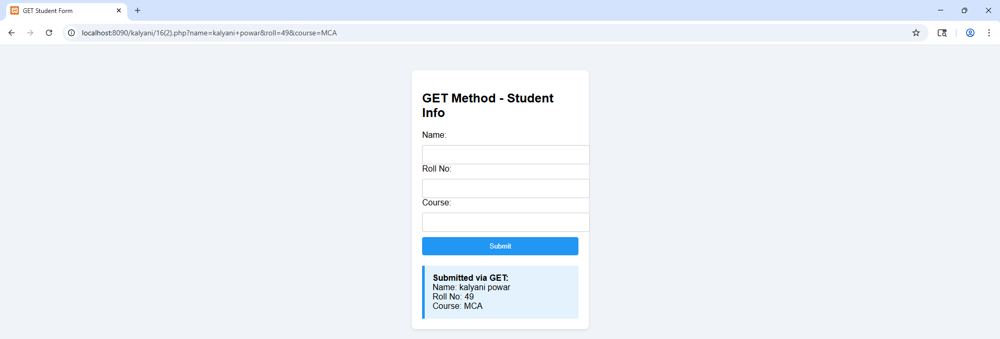 GET Student Form
localhost:8090/kalyani/16(2).php?name=kalyani+powar&roll=49&course=MCA
GET Method - Student
Info
Name:
Roll No:
Course:
Submit
Submitted via GET:
Name: kalyani powar
Roll No: 49
Course: MCA